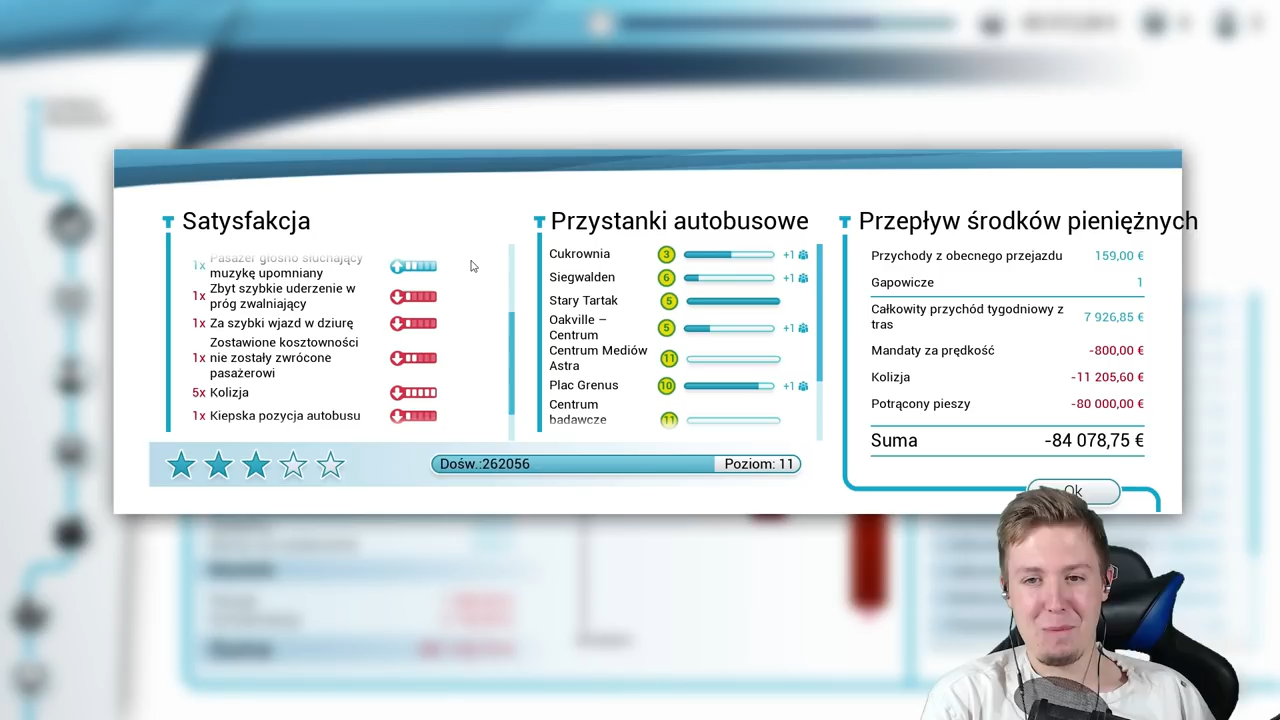 Satysfakcja
1x Pasażer głośno słuchający
muzykę upomniany
1x Zbyt szybkie uderzenie w
próg zwalniający
1x Za szybki wjazd w dziurę
1x Zostawione kosztowności
nie zostały zwrócone
pasażerowi
5x Kolizja
1x Kiepska pozycja autobusu
Przystanki autobusowe
Cukrownia 3 +1
Siegwalden 6 +1
Stary Tartak 5
Oakville –
Centrum 5 +1
Centrum Mediów
Astra 11
Plac Grenus 10 +1
Centrum
badawcze 11
Przepływ środków pieniężnych
Przychody z obecnego przejazdu 159,00 €
Gapowicze 1
Całkowity przychód tygodniowy z
tras 7 926,85 €
Mandaty za prędkość -800,00 €
Kolizja -11 205,60 €
Potrącony pieszy -80 000,00 €
Suma -84 078,75 €
Dośw.:262056 Poziom: 11
Ok